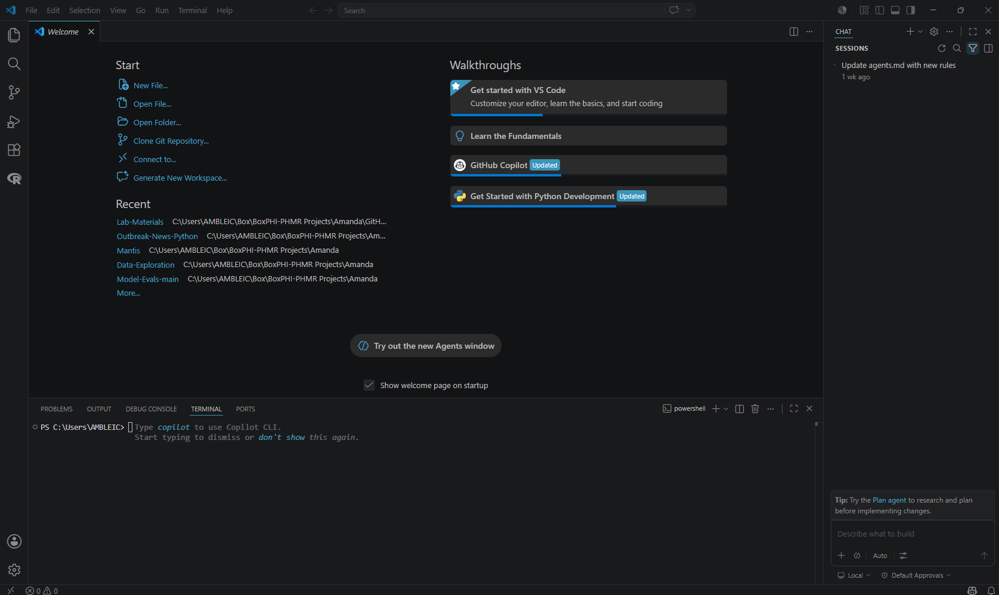 File Edit Selection View Go Run Terminal Help
Search
Welcome
Start
New File...
Open File...
Open Folder...
Clone Git Repository...
Connect to...
Generate New Workspace...
Recent
Lab-Materials C:\Users\AMBLEIC\Box\BoxPHI-PHMR Projects\Amanda\GitH...
Outbreak-News-Python C:\Users\AMBLEIC\Box\BoxPHI-PHMR Projects\Am...
Mantis C:\Users\AMBLEIC\Box\BoxPHI-PHMR Projects\Amanda
Data-Exploration C:\Users\AMBLEIC\Box\BoxPHI-PHMR Projects\Amanda
Model-Evals-main C:\Users\AMBLEIC\Box\BoxPHI-PHMR Projects\Amanda
More...
Walkthroughs
Get started with VS Code
Customize your editor, learn the basics, and start coding
Learn the Fundamentals
GitHub Copilot Updated
Get Started with Python Development Updated
Try out the new Agents window
Show welcome page on startup
PROBLEMS OUTPUT DEBUG CONSOLE TERMINAL PORTS
powershell
PS C:\Users\AMBLEIC> Type copilot to use Copilot CLI.
Start typing to dismiss or don't show this again.
CHAT
SESSIONS
Update agents.md with new rules
1 wk ago
Tip: Try the Plan agent to research and plan
before implementing changes.
Describe what to build
Auto
Local Default Approvals
0 0